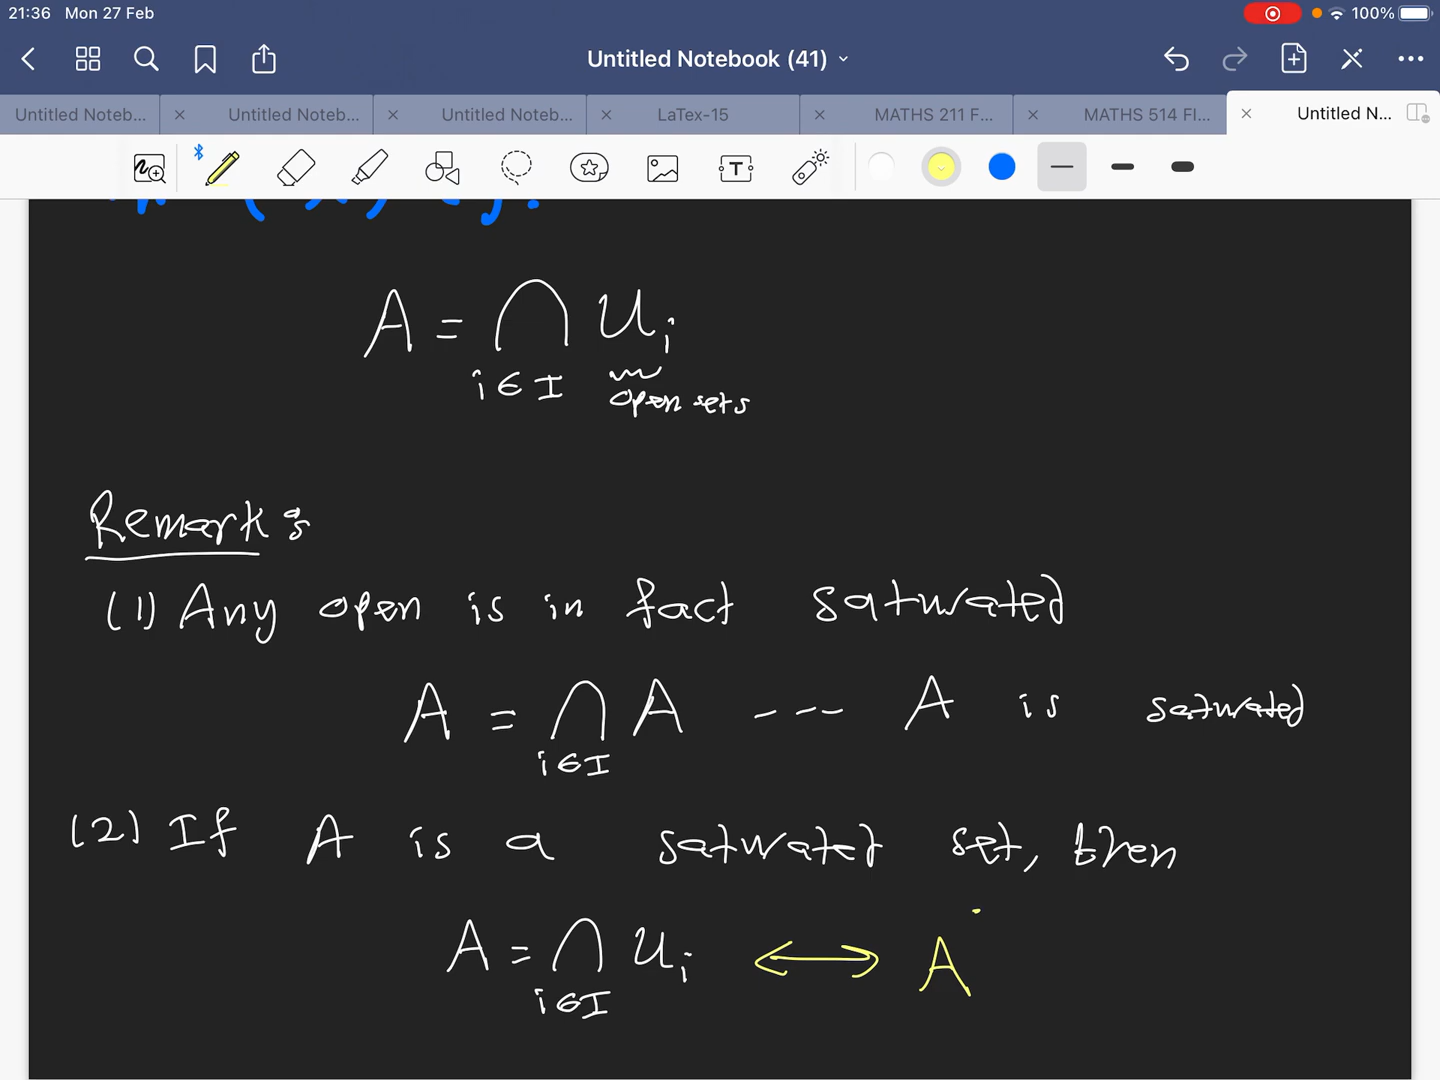 21:36 Mon 27 Feb 100%
Untitled Notebook (41)
Untitled Noteb... Untitled Noteb... Untitled Noteb... LaTex-15 MATHS 211 F... MATHS 514 FI... Untitled N...
T
A = ∩ U_i
i ∈ I open sets
Remarks
(1) Any open is in fact saturated
A = ∩ A --- A is saturated
i ∈ I
(2) If A is a saturated set, then
A = ∩ U_i ⟷ A
i ∈ I